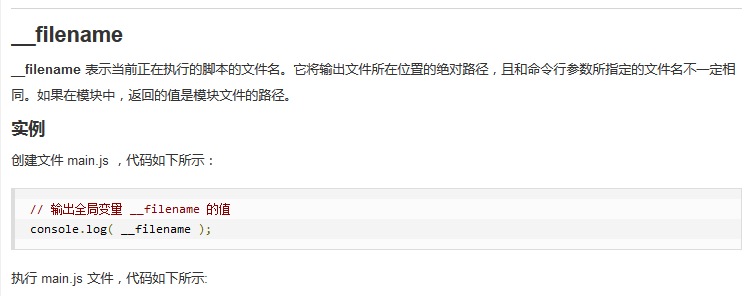 __filename
__filename 表示当前正在执行的脚本的文件名。它将输出文件所在位置的绝对路径，且和命令行参数所指定的文件名不一定相
同。如果在模块中，返回的值是模块文件的路径。
实例
创建文件 main.js ，代码如下所示：
// 输出全局变量 __filename 的值
console.log( __filename );
执行 main.js 文件，代码如下所示: